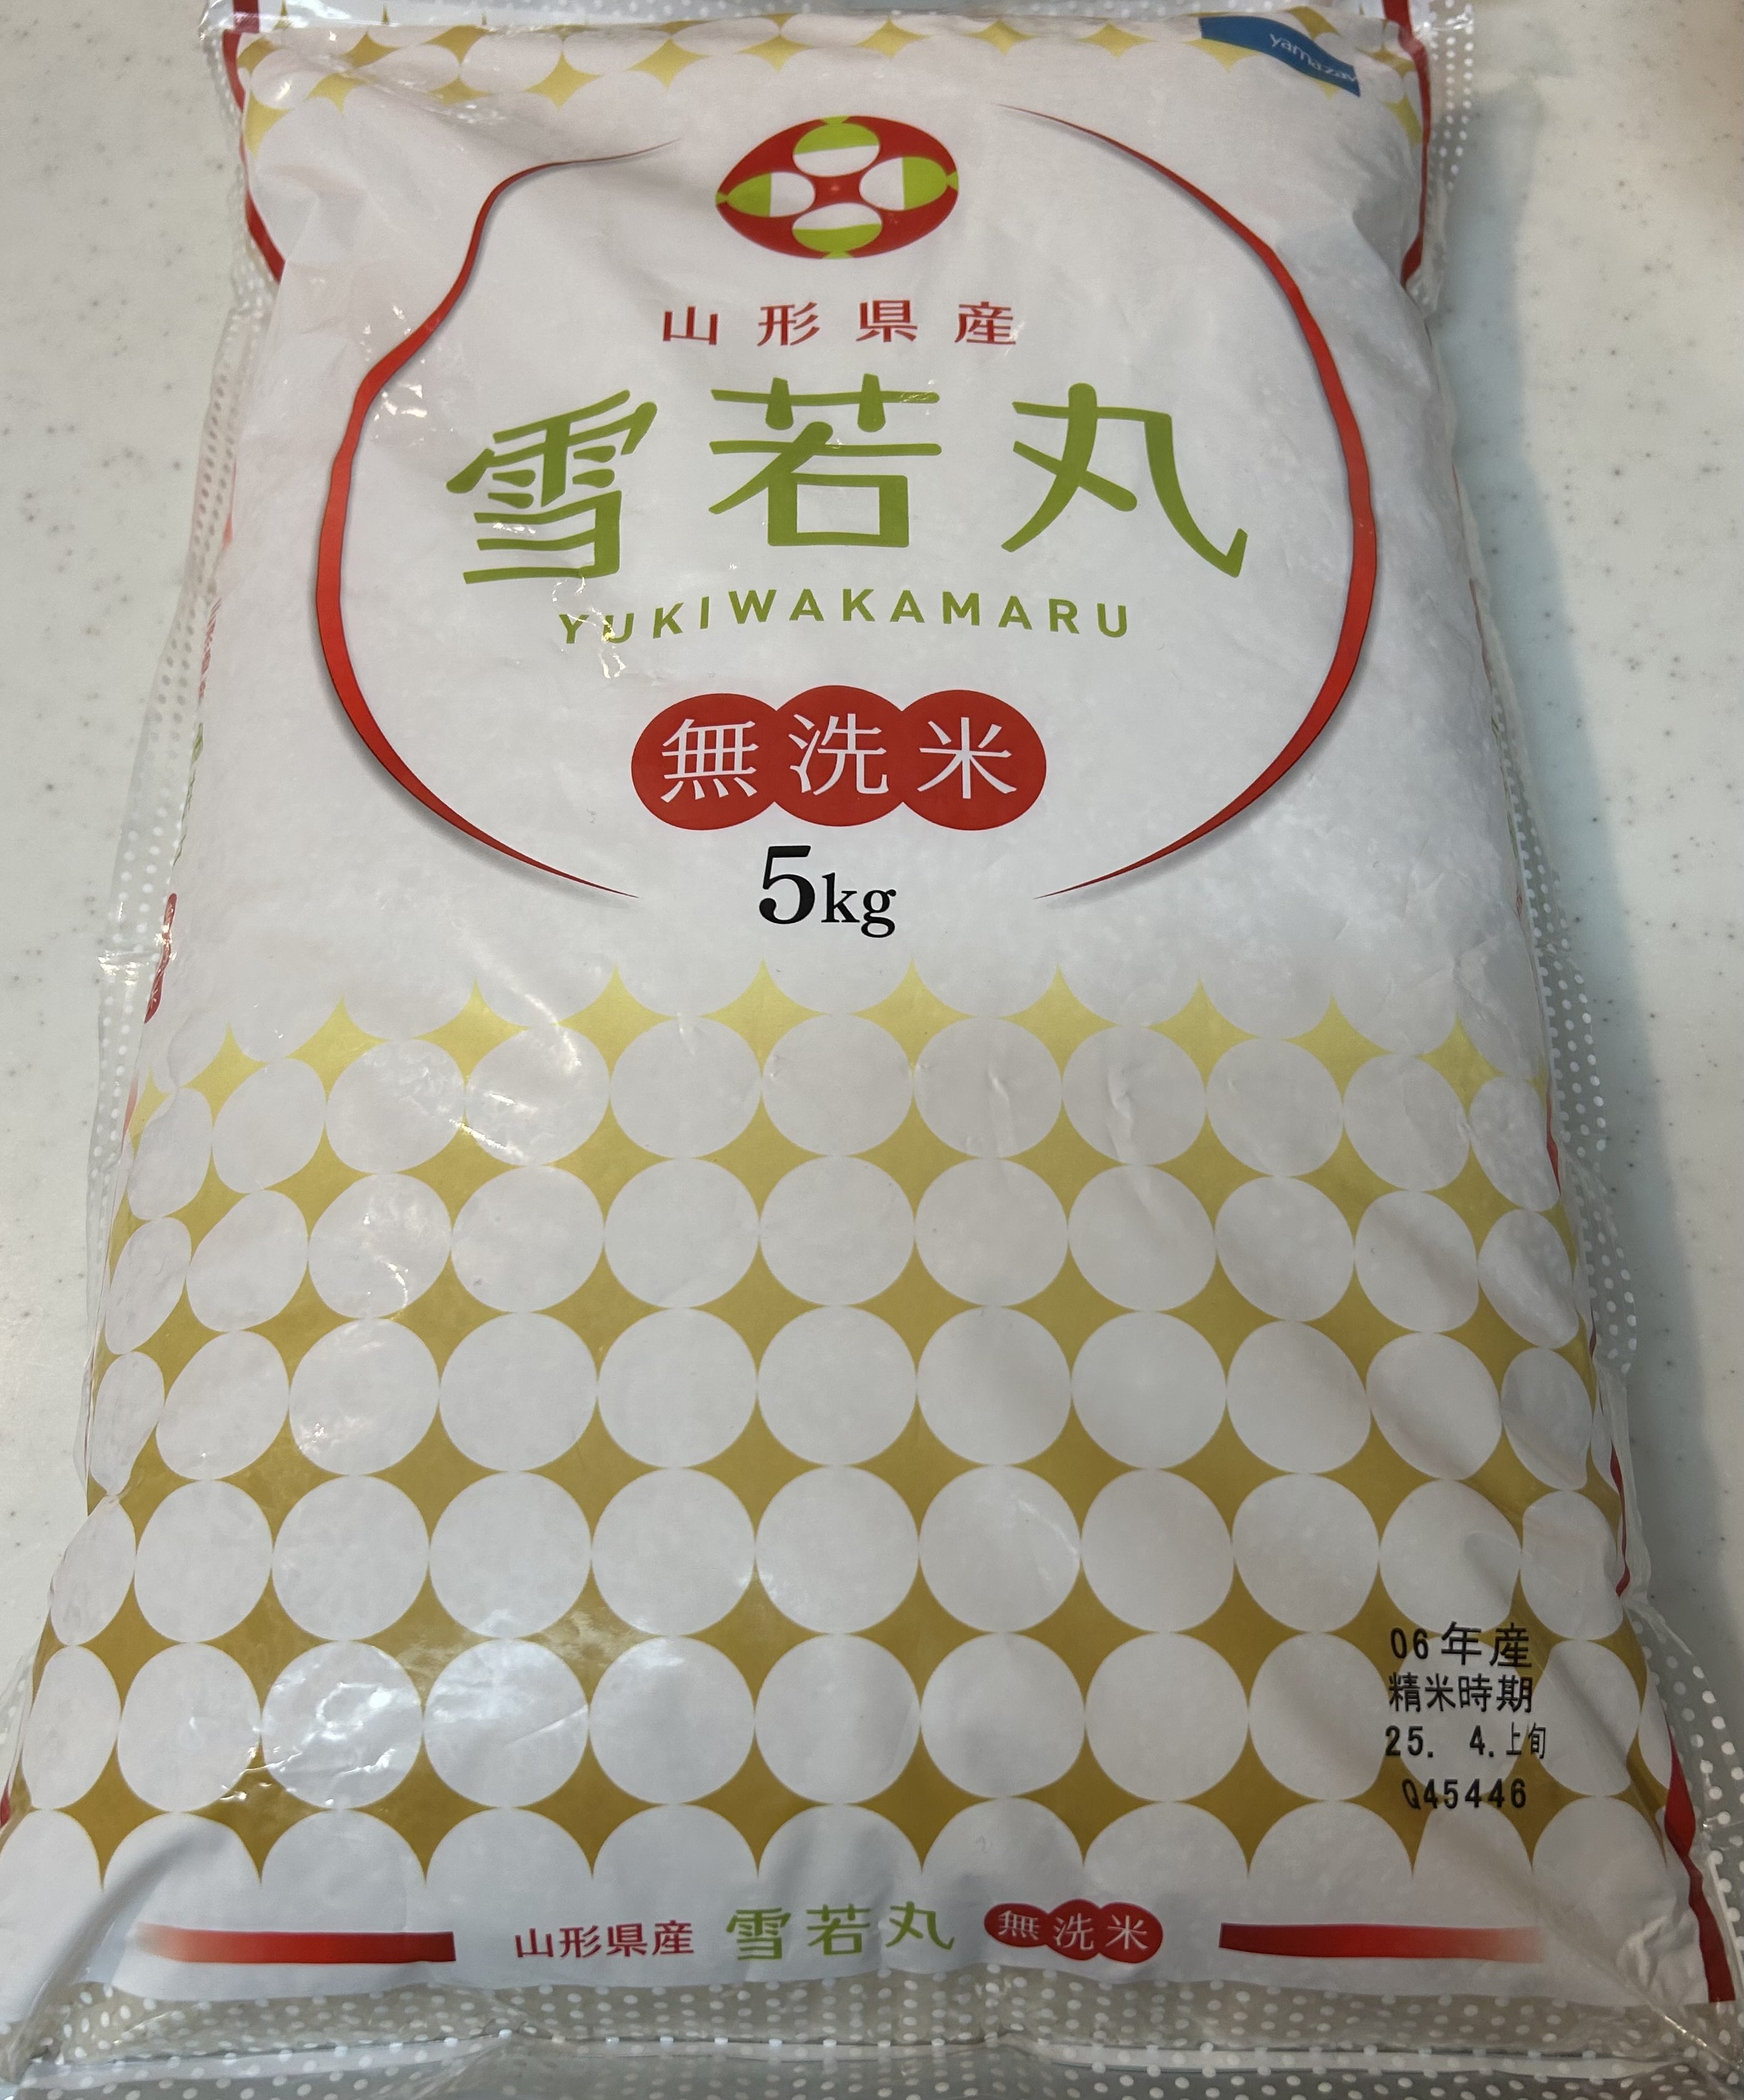 yamazaki
山形県産
雪若丸
YUKIWAKAMARU
無洗米
5kg
06年産
精米時期
25. 4.上旬
Q45446
山形県産 雪若丸 無洗米